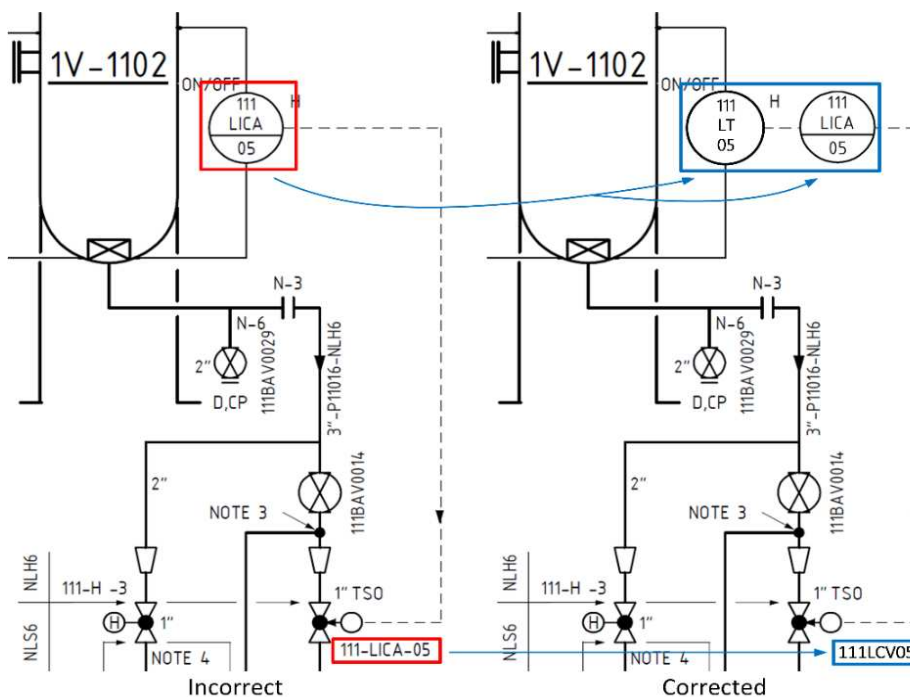 1V-1102
ON/OFF
111
LICA
05
H
N-3
N-6
2"
111BAV0029
D,CP
3"-P11016-NLH6
2"
111BAV0014
NOTE 3
NLH6
111-H -3
1" TSO
H
1"
NLS6
NOTE 4
111-LICA-05
Incorrect
1V-1102
ON/OFF
111
LT
05
H
111
LICA
05
N-3
N-6
2"
111BAV0029
D,CP
3"-P11016-NLH6
2"
111BAV0014
NOTE 3
NLH6
111-H -3
1" TSO
H
1"
NLS6
NOTE 4
111LCV05
Corrected